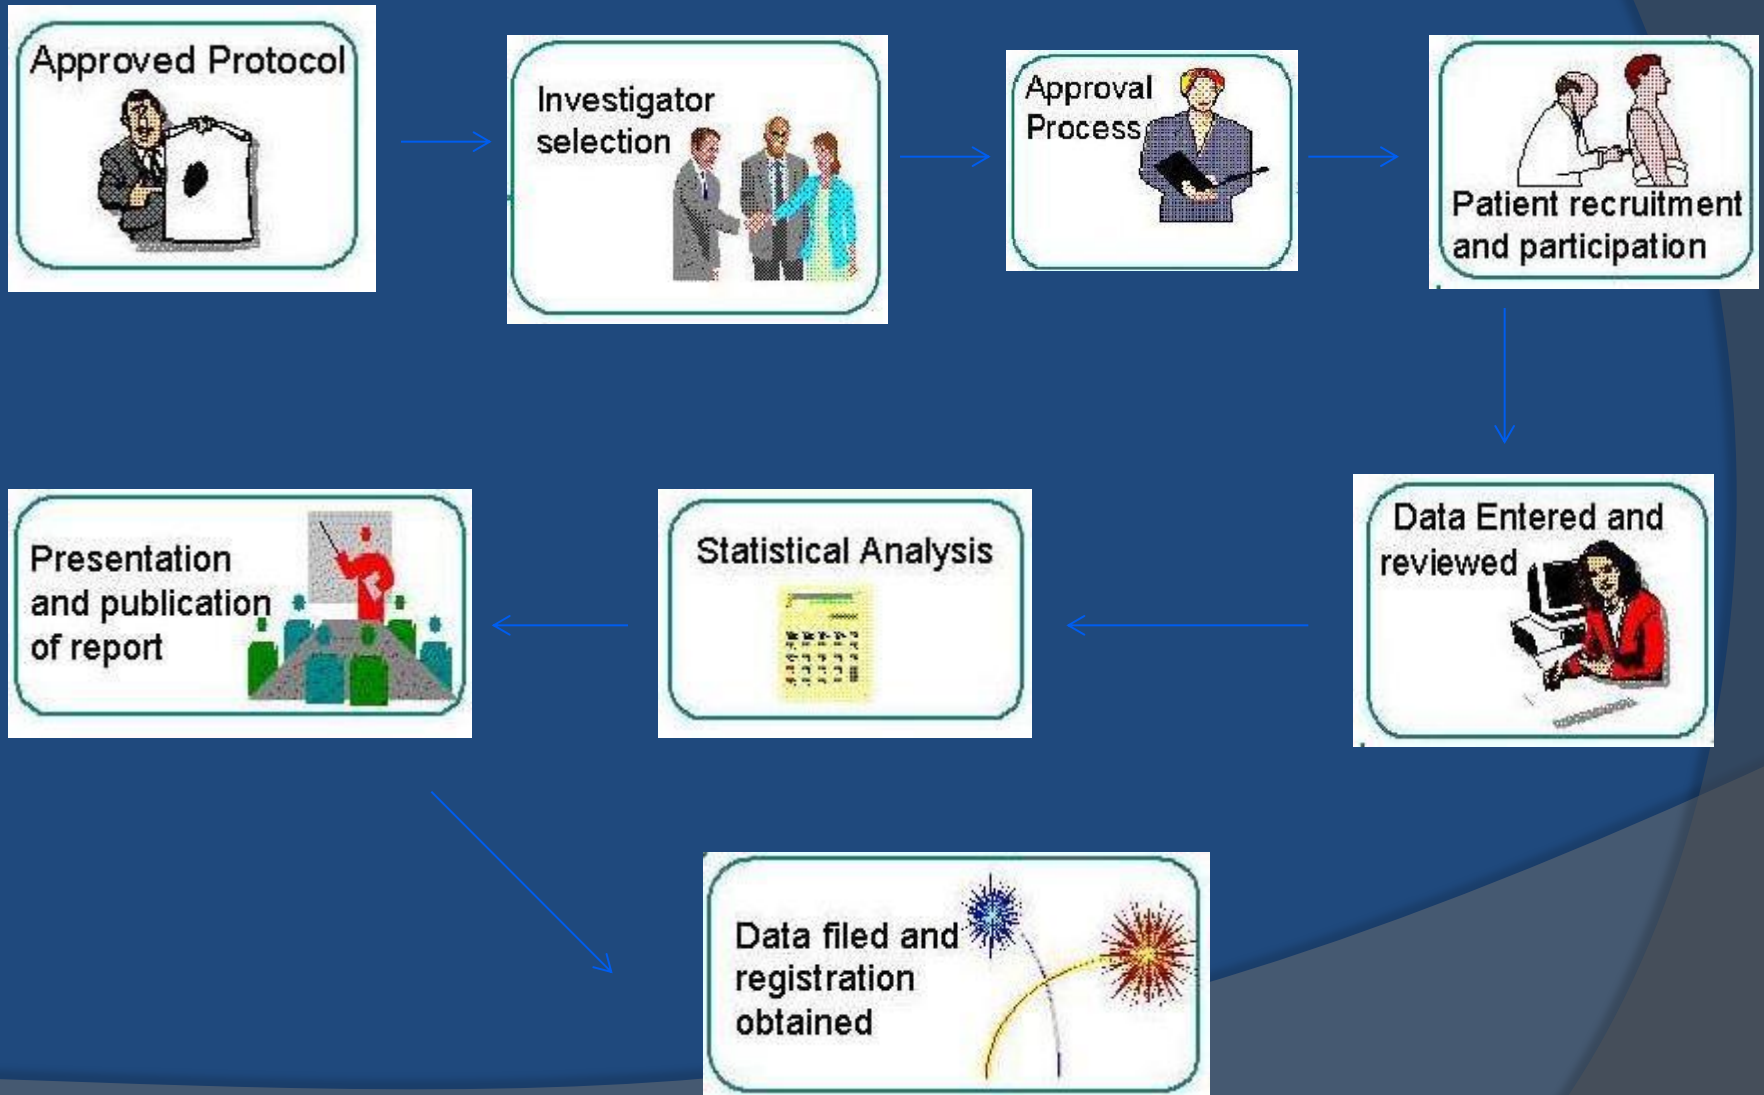 Approved Protocol
Investigator
selection
Approval
Process
Patient recruitment
and participation
Data Entered and
reviewed
Statistical Analysis
Presentation
and publication
of report
Data filed and
registration
obtained